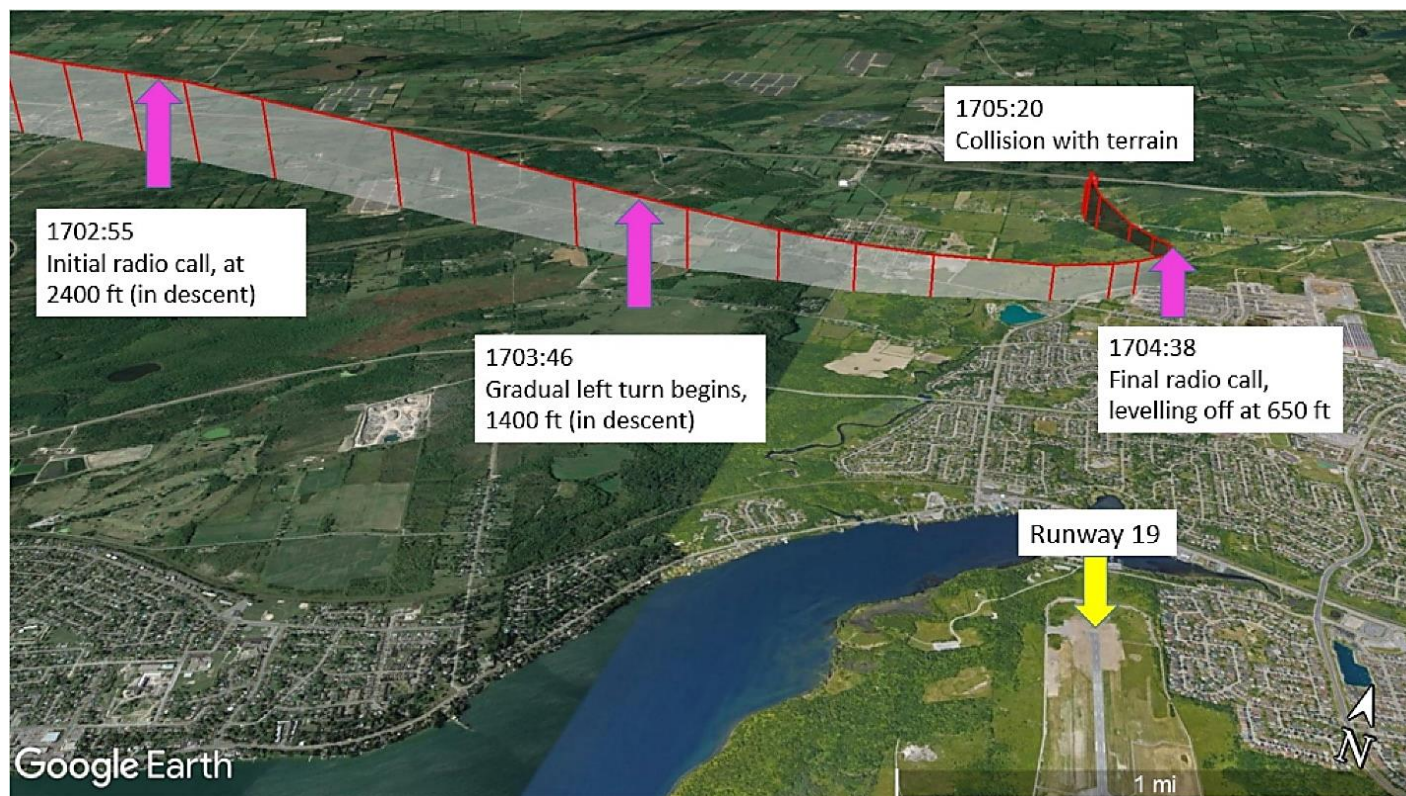 1705:20
Collision with terrain
1702:55
Initial radio call, at
2400 ft (in descent)
1703:46
Gradual left turn begins,
1400 ft (in descent)
1704:38
Final radio call,
levelling off at 650 ft
Runway 19
N
1 mi
Google Earth